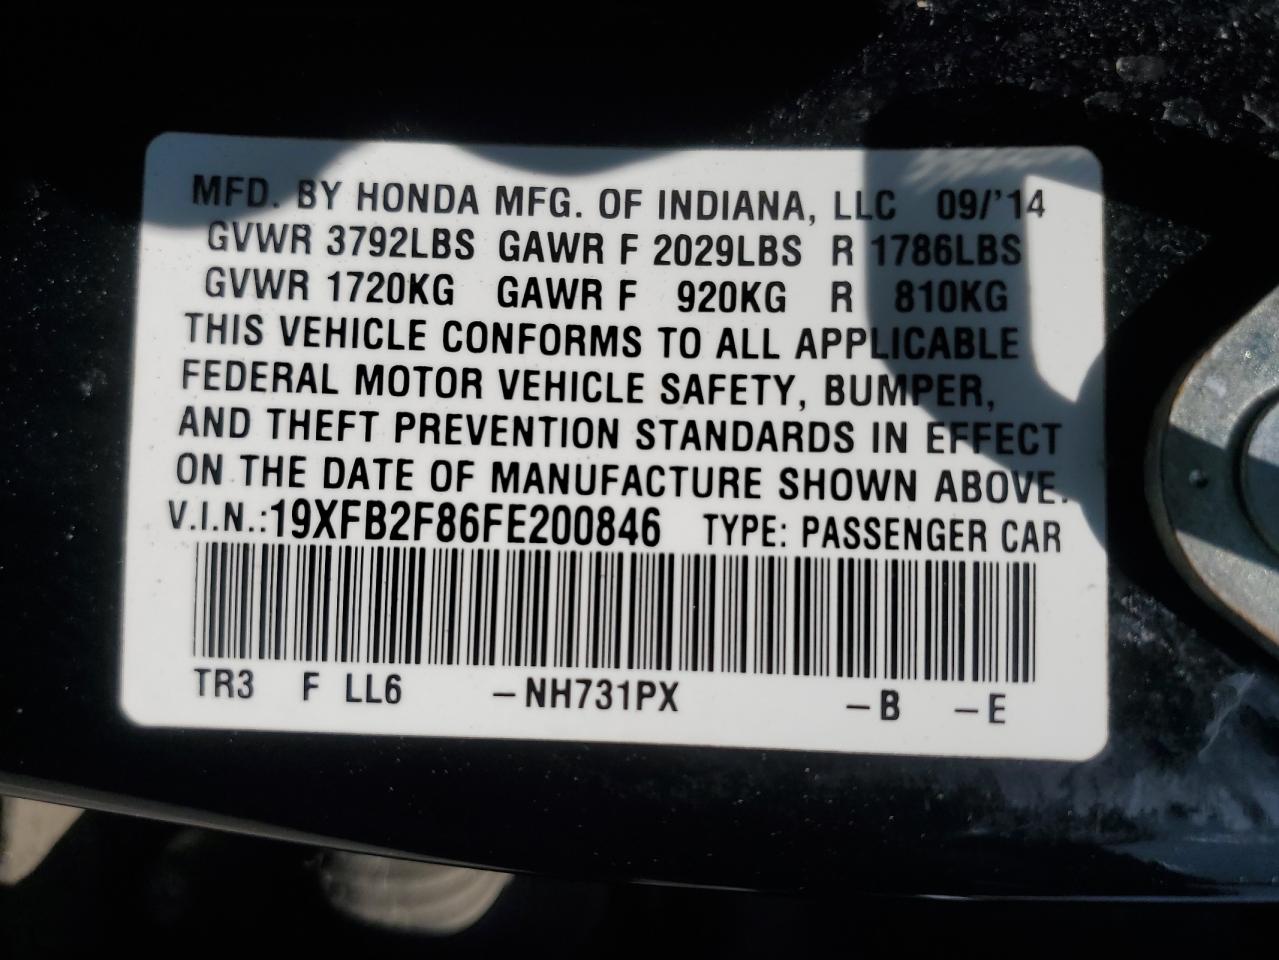 MFD. BY HONDA MFG. OF INDIANA, LLC 09/'14
GVWR 3792LBS GAWR F 2029LBS R 1786LBS
GVWR 1720KG GAWR F 920KG R 810KG
THIS VEHICLE CONFORMS TO ALL APPLICABLE
FEDERAL MOTOR VEHICLE SAFETY, BUMPER,
AND THEFT PREVENTION STANDARDS IN EFFECT
ON THE DATE OF MANUFACTURE SHOWN ABOVE.
V.I.N.:19XFB2F86FE200846 TYPE: PASSENGER CAR
TR3 F LL6 –NH731PX –B –E